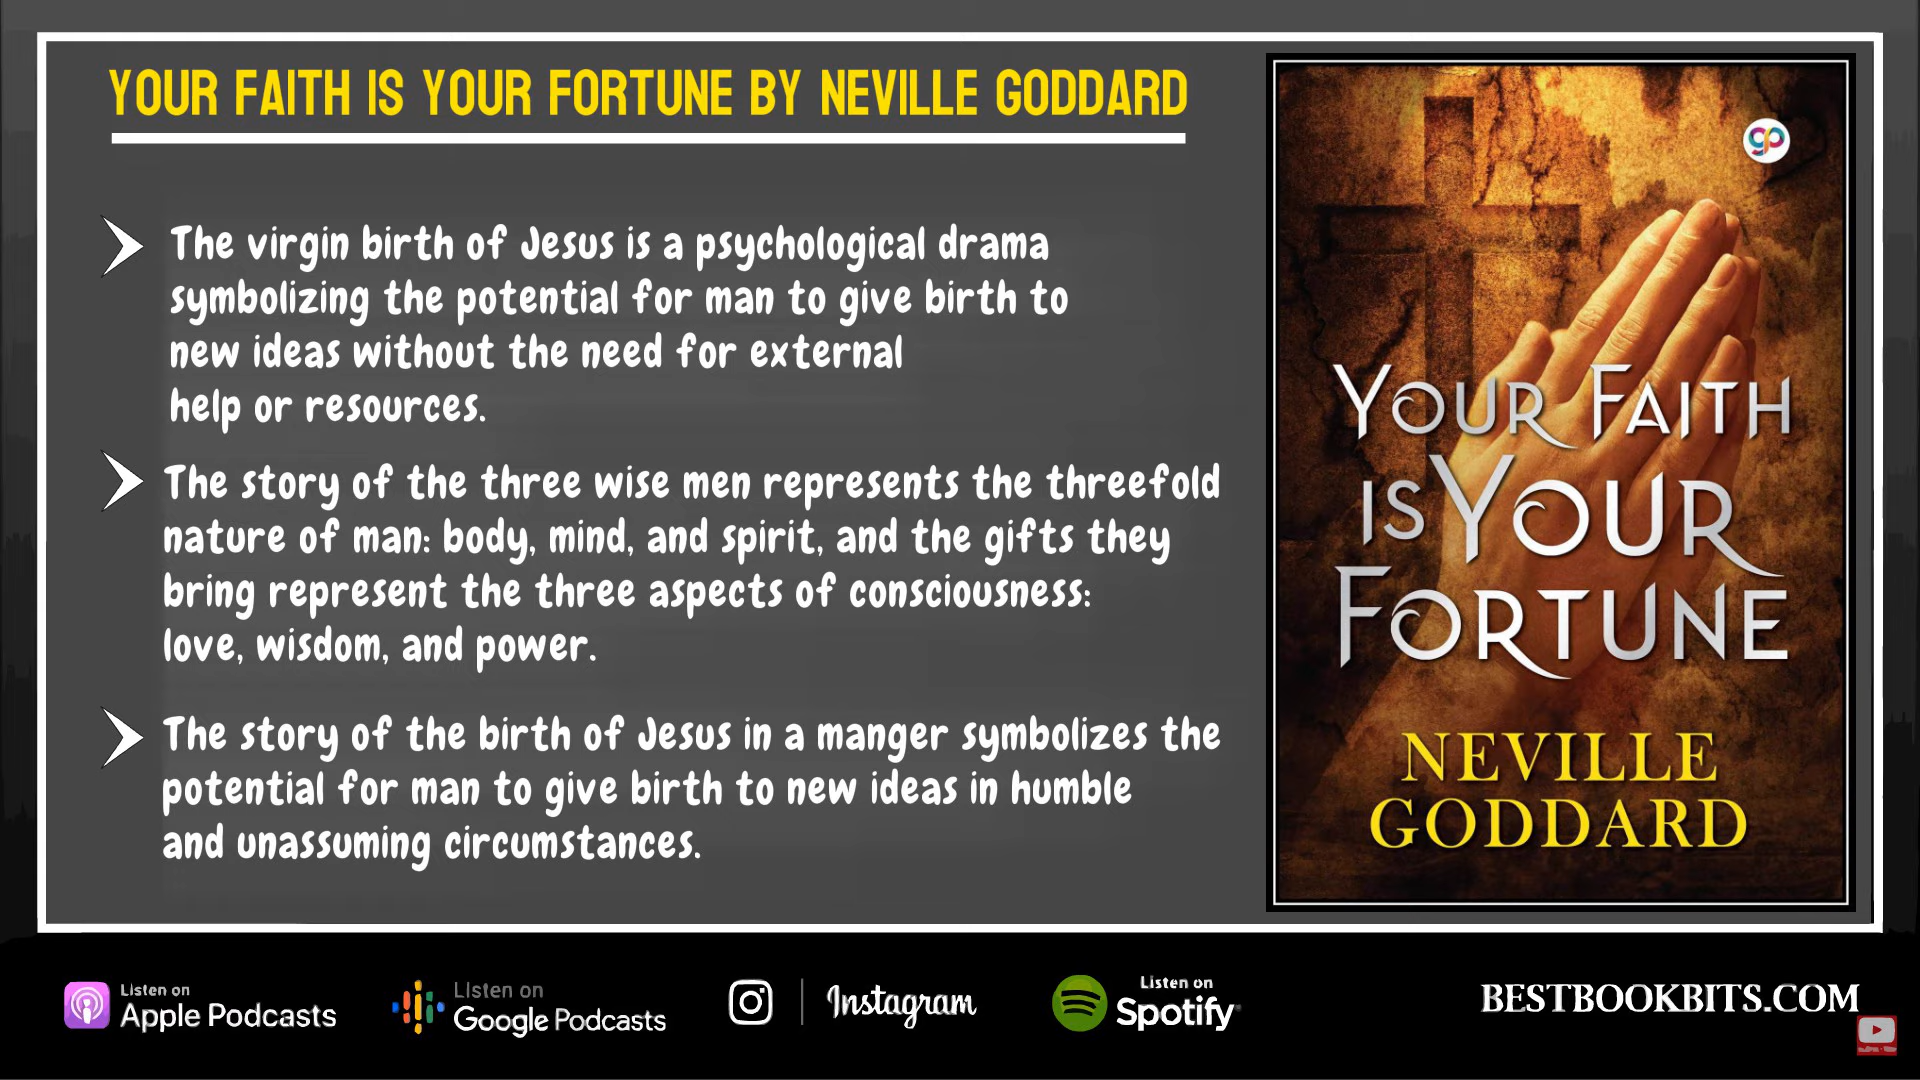 YOUR FAITH IS YOUR FORTUNE BY NEVILLE GODDARD
The virgin birth of Jesus is a psychological drama
symbolizing the potential for man to give birth to
new ideas without the need for external
help or resources.
The story of the three wise men represents the threefold
nature of man: body, mind, and spirit, and the gifts they
bring represent the three aspects of consciousness:
love, wisdom, and power.
The story of the birth of Jesus in a manger symbolizes the
potential for man to give birth to new ideas in humble
and unassuming circumstances.
gp
YOUR FAITH
IS YOUR
FORTUNE
NEVILLE
GODDARD
Listen on
Apple Podcasts
Listen on
Google Podcasts
Instagram
Listen on
Spotify
BESTBOOKBITS.COM